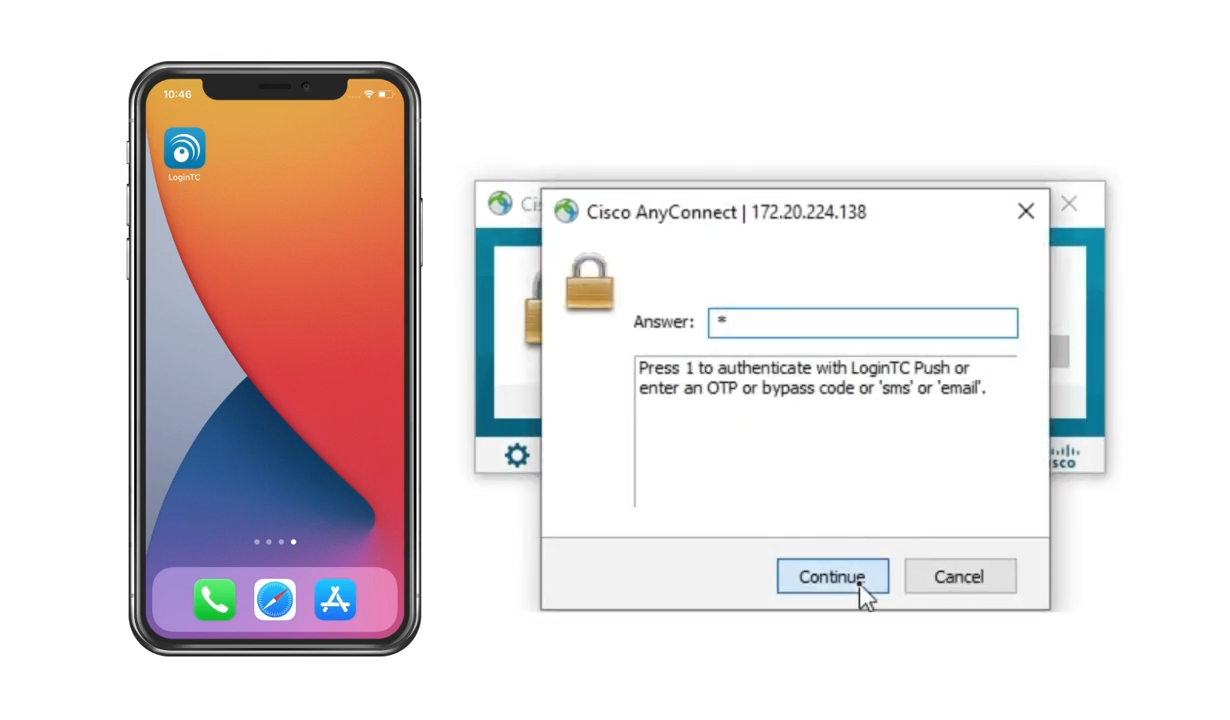 10:46
LoginTC
Cisco AnyConnect | 172.20.224.138
Answer: *
Press 1 to authenticate with LoginTC Push or
enter an OTP or bypass code or 'sms' or 'email'.
Continue
Cancel